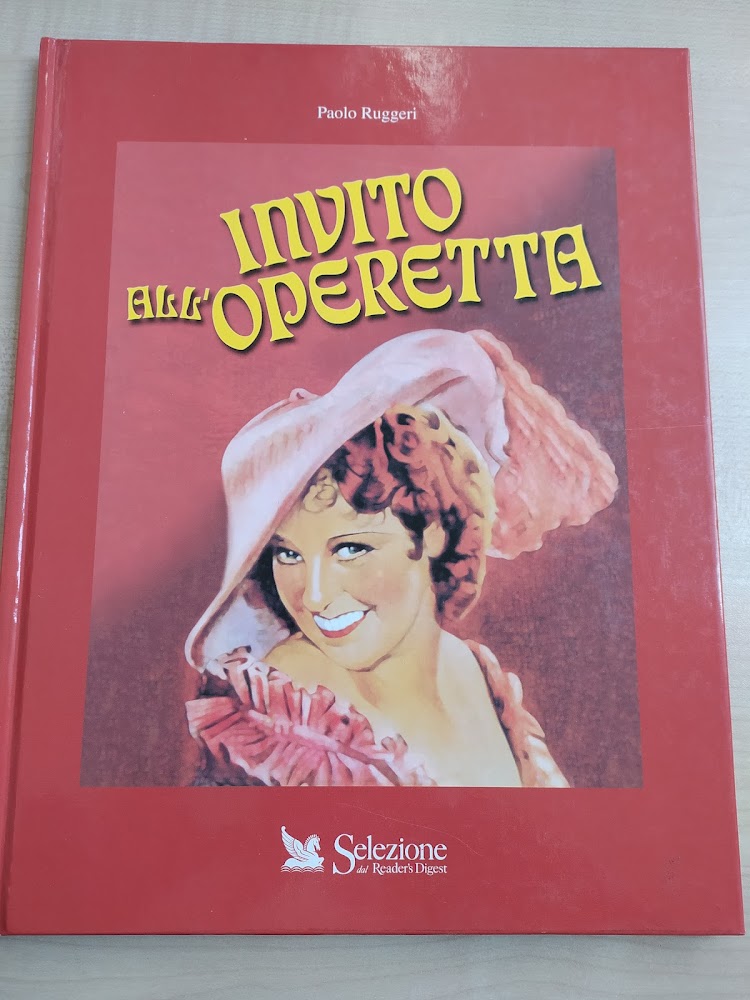 Paolo Ruggeri
INVITO
ALL'OPERETTA
Selezione
dal Reader's Digest